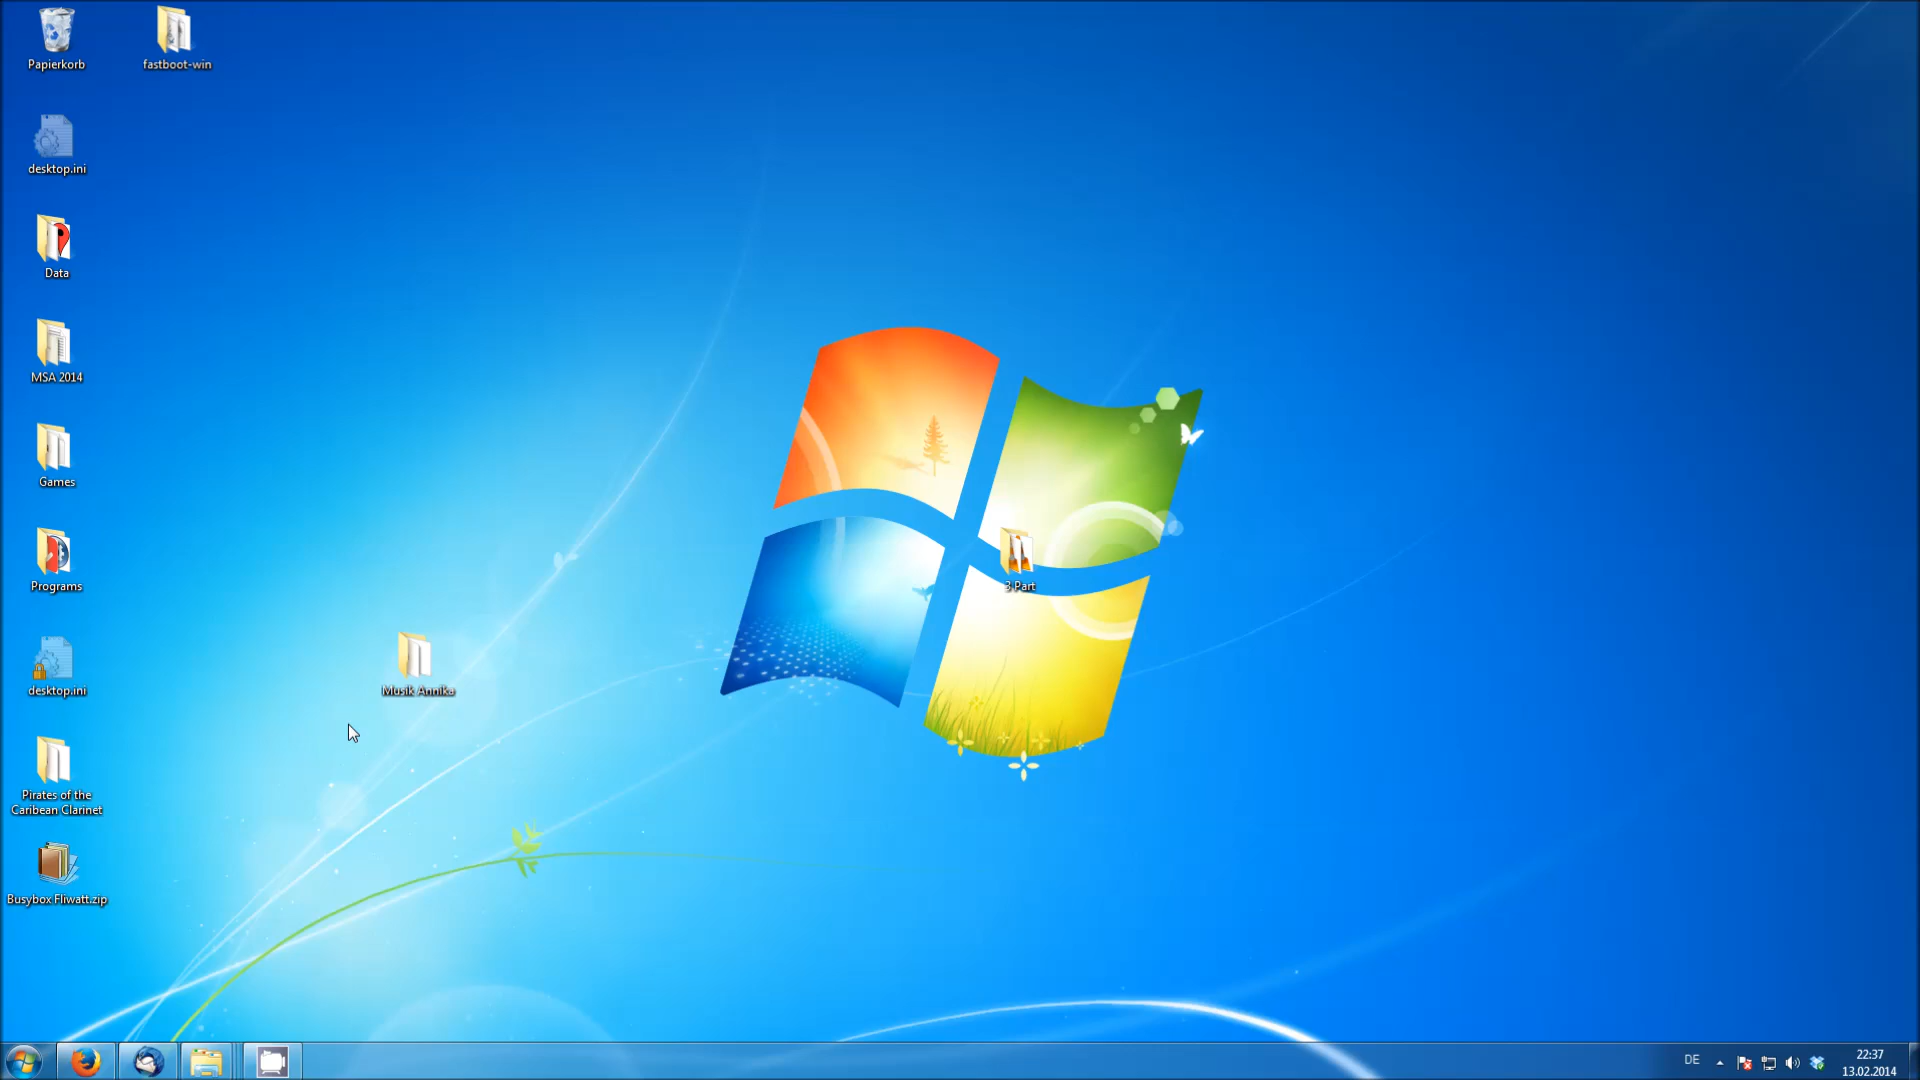 Papierkorb
fastboot-win
desktop.ini
Data
MSA 2014
Games
Programs
3.Part
desktop.ini
Musik Annika
Pirates of the
Caribean Clarinet
Busybox Fliwatt.zip
DE
22:37
13.02.2014